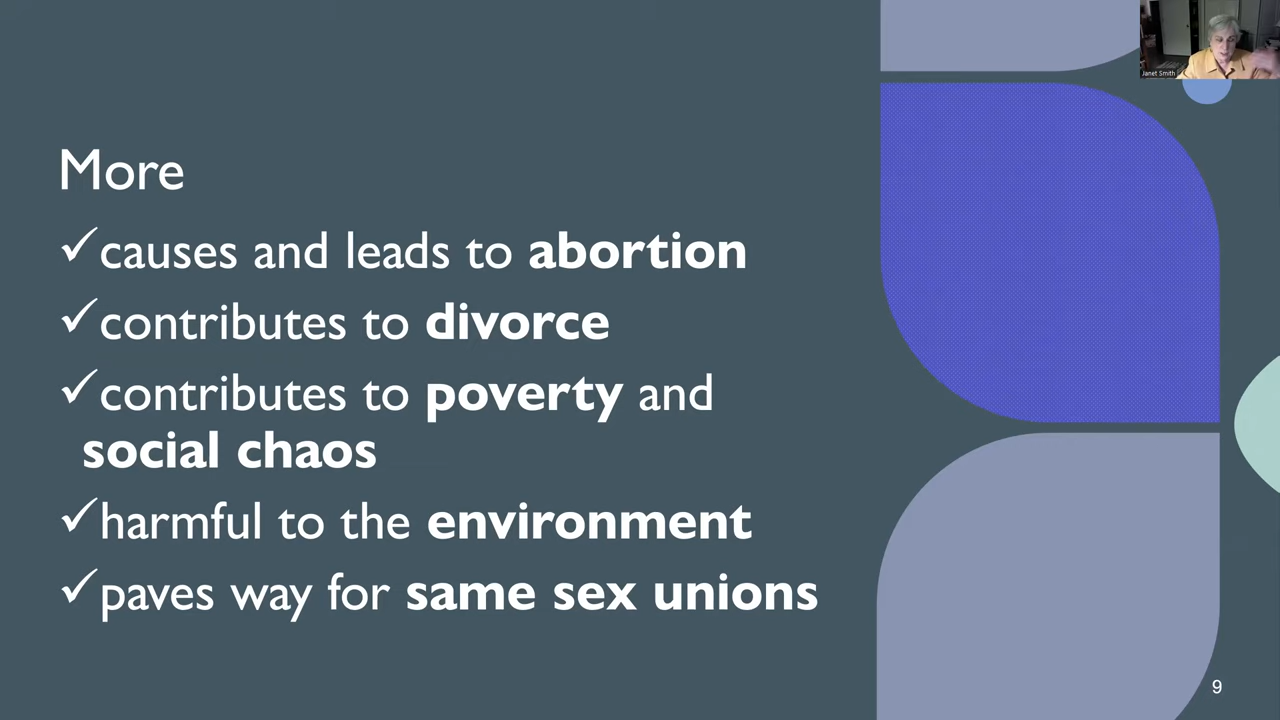 Janet Smith
More
✓causes and leads to abortion
✓contributes to divorce
✓contributes to poverty and
social chaos
✓harmful to the environment
✓paves way for same sex unions
9